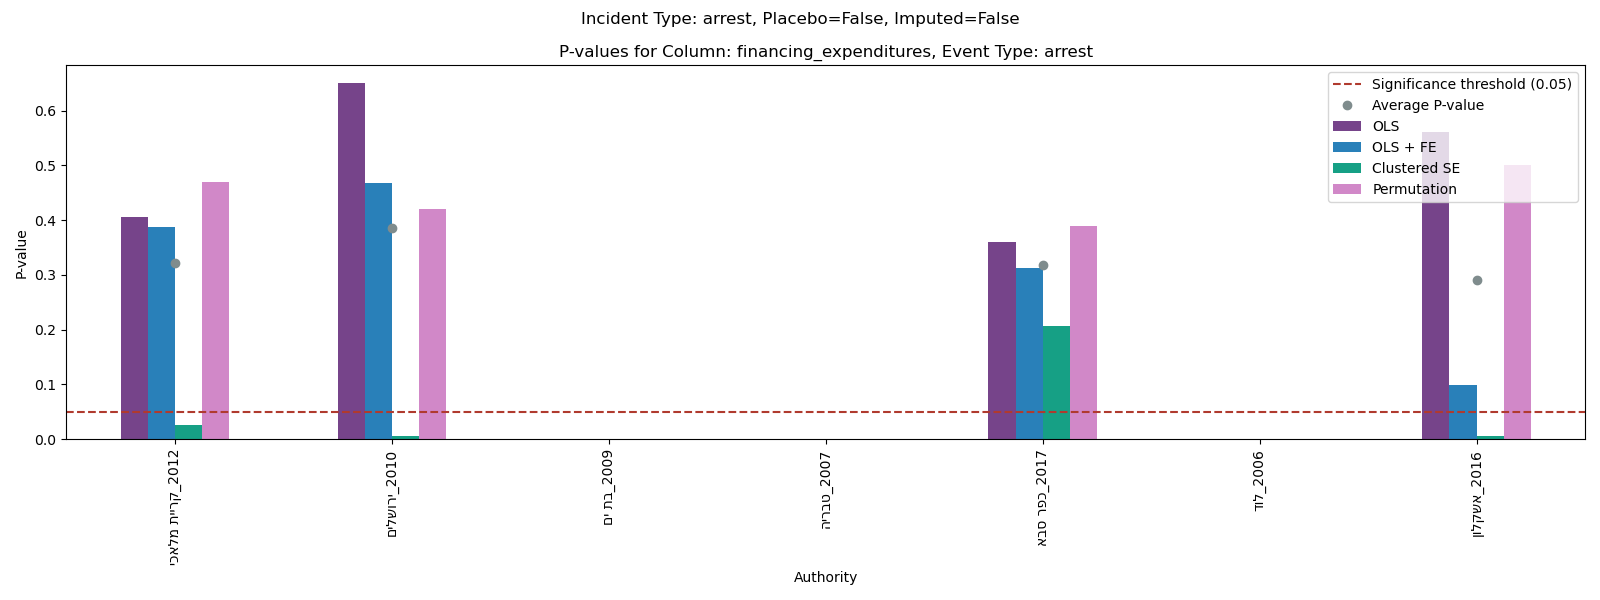 Incident Type: arrest, Placebo=False, Imputed=False
P-values for Column: financing_expenditures, Event Type: arrest
Significance threshold (0.05)
Average P-value
OLS
OLS + FE
Clustered SE
Permutation
P-value
0.6
0.5
0.4
0.3
0.2
0.1
0.0
קריית מלאכי_2012
ירושלים_2010
בת ים_2009
טבריה_2007
כפר סבא_2017
לוד_2006
אשקלון_2016
Authority